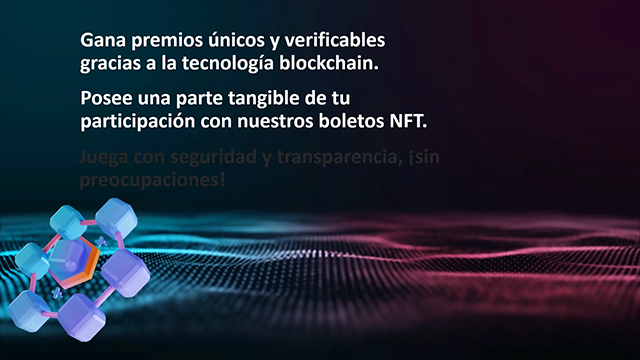 Gana premios únicos y verificables
gracias a la tecnología blockchain.
Posee una parte tangible de tu
participación con nuestros boletos NFT.
Juega con seguridad y transparencia, ¡sin
preocupaciones!